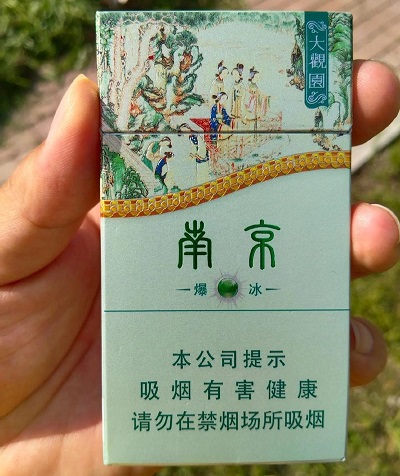 大觀園
南京
爆冰
本公司提示
吸烟有害健康
请勿在禁烟场所吸烟